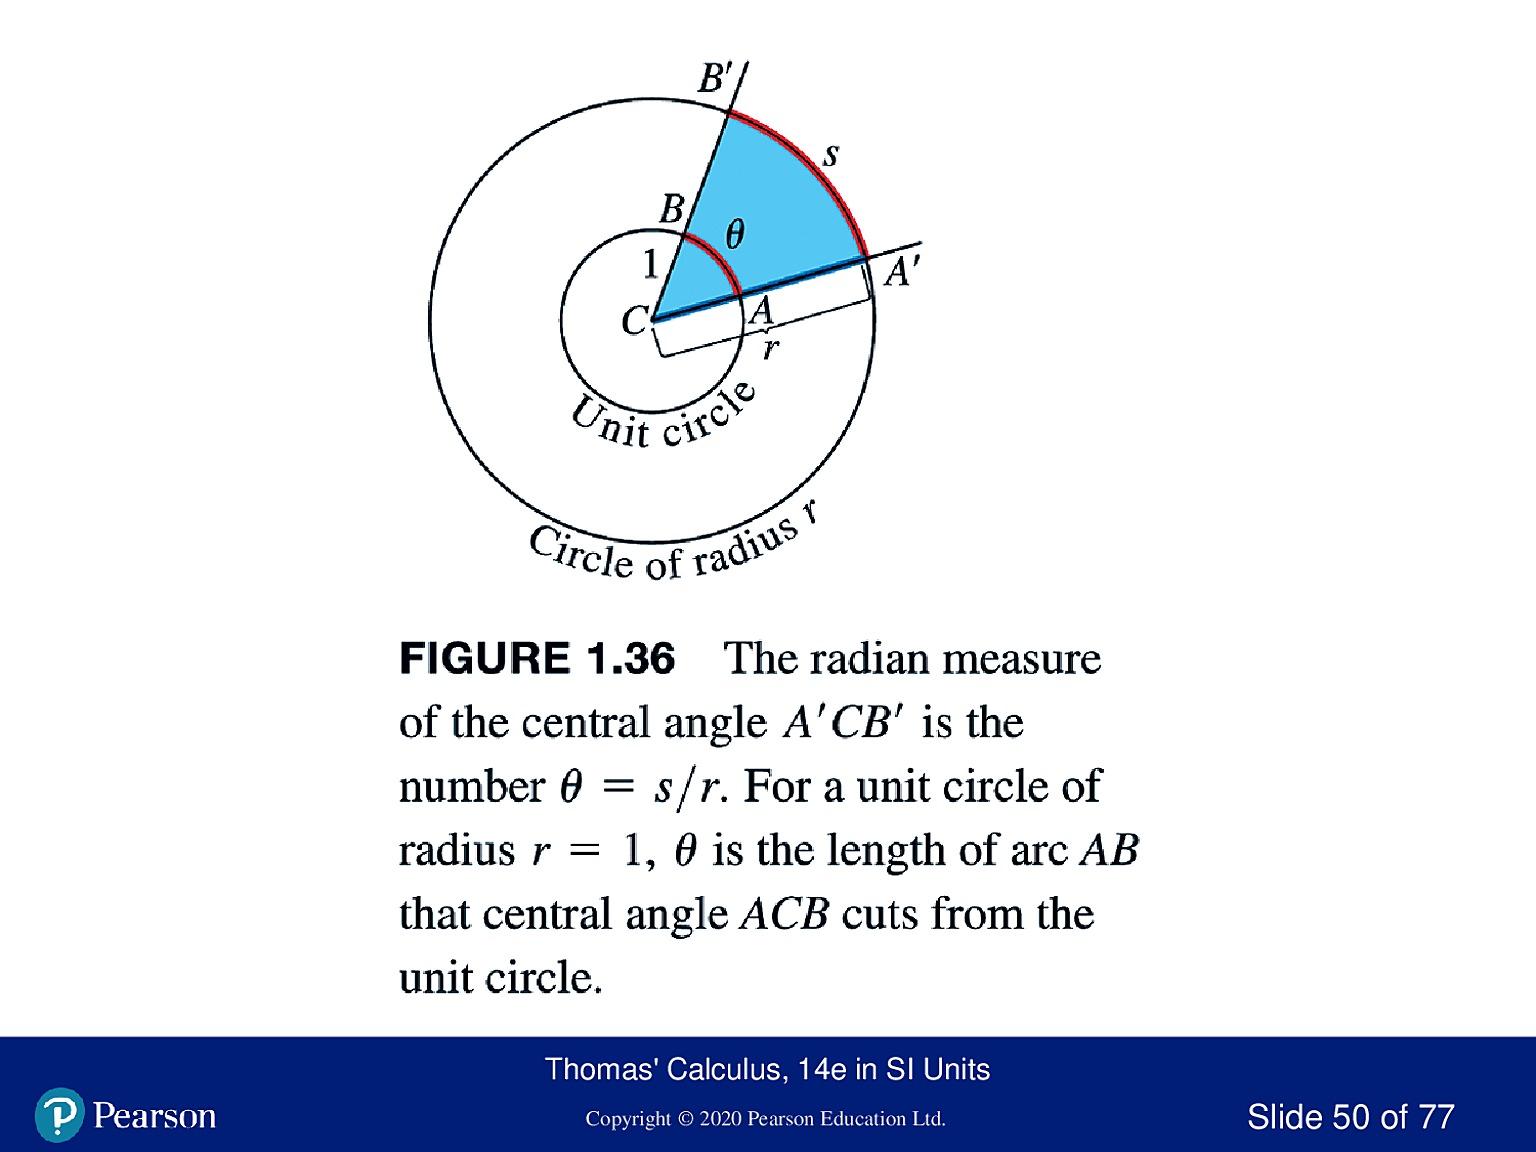 B′
s
B
θ
1
A′
C
A
r
Unit circle
Circle of radius r
FIGURE 1.36 The radian measure
of the central angle A′CB′ is the
number θ = s/r. For a unit circle of
radius r = 1, θ is the length of arc AB
that central angle ACB cuts from the
unit circle.
Thomas' Calculus, 14e in SI Units
P Pearson
Copyright © 2020 Pearson Education Ltd.
Slide 50 of 77